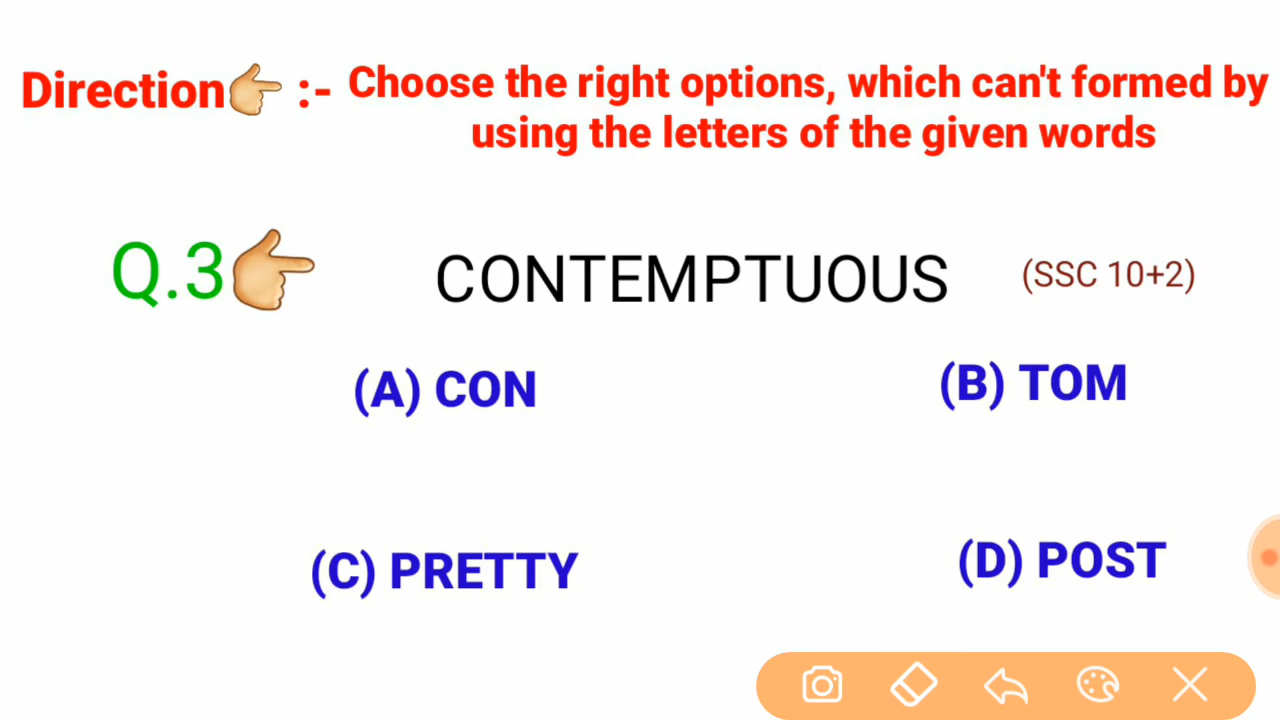 Direction👉 :- Choose the right options, which can't formed by
using the letters of the given words
Q.3👉 CONTEMPTUOUS (SSC 10+2)
(A) CON (B) TOM
(C) PRETTY (D) POST